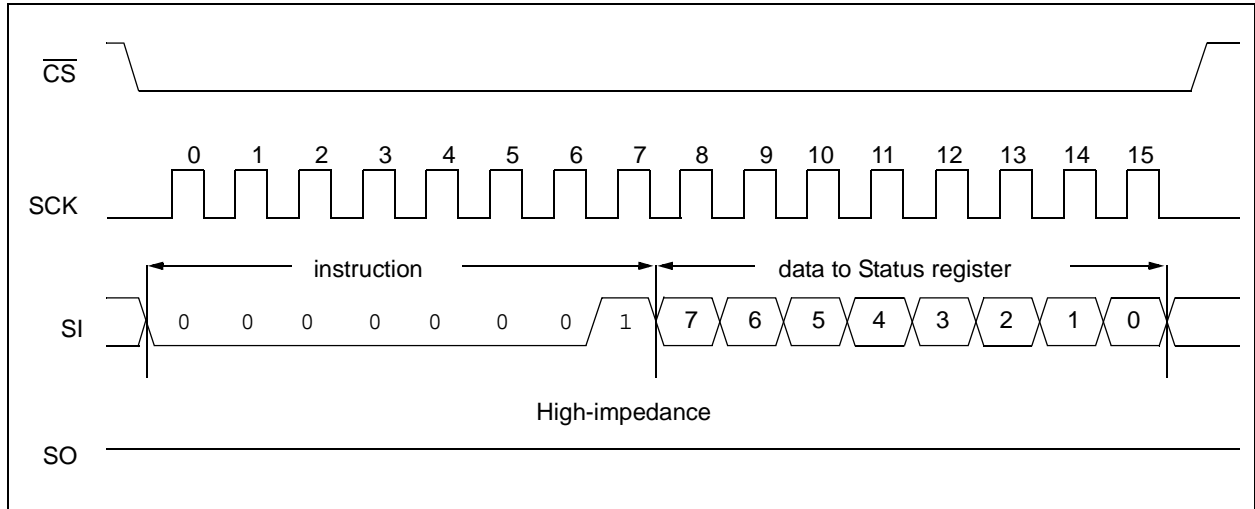 CS
0 1 2 3 4 5 6 7 8 9 10 11 12 13 14 15
SCK
instruction data to Status register
SI 0 0 0 0 0 0 0 1 7 6 5 4 3 2 1 0
High-impedance
SO